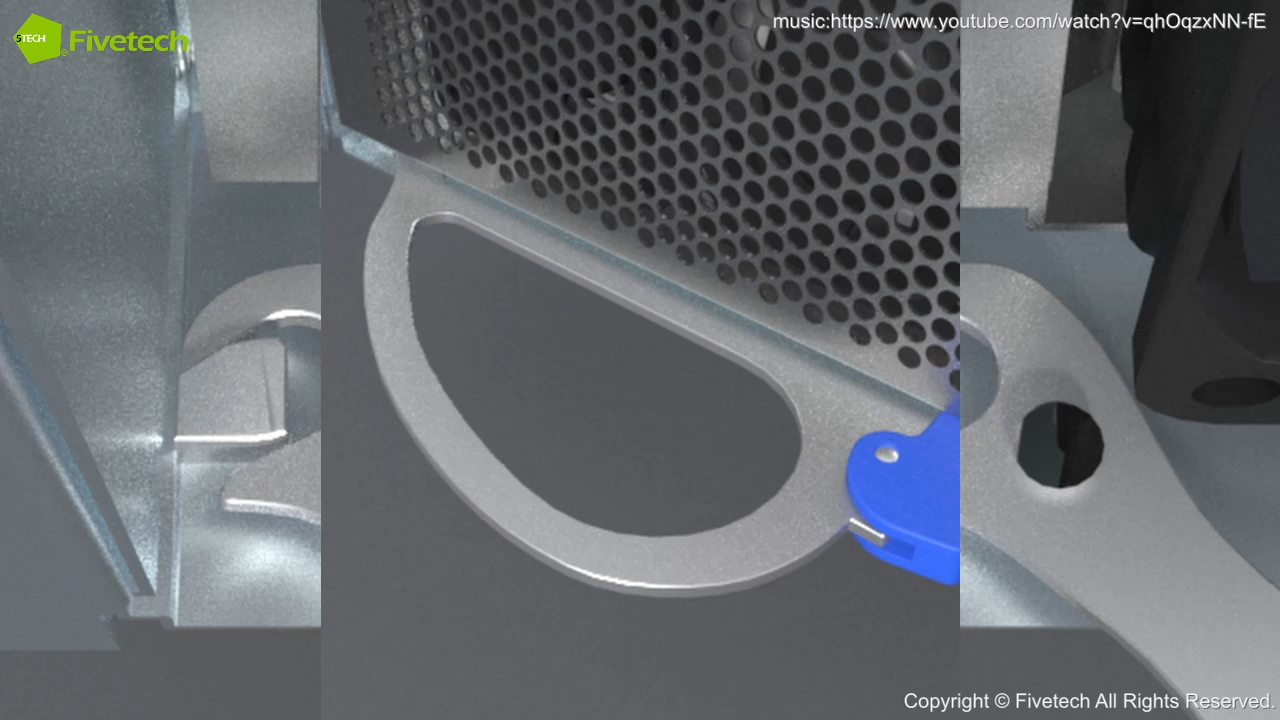 music:https://www.youtube.com/watch?v=qhOqzxNN-fE
5TECH
® Fivetech
Copyright © Fivetech All Rights Reserved.